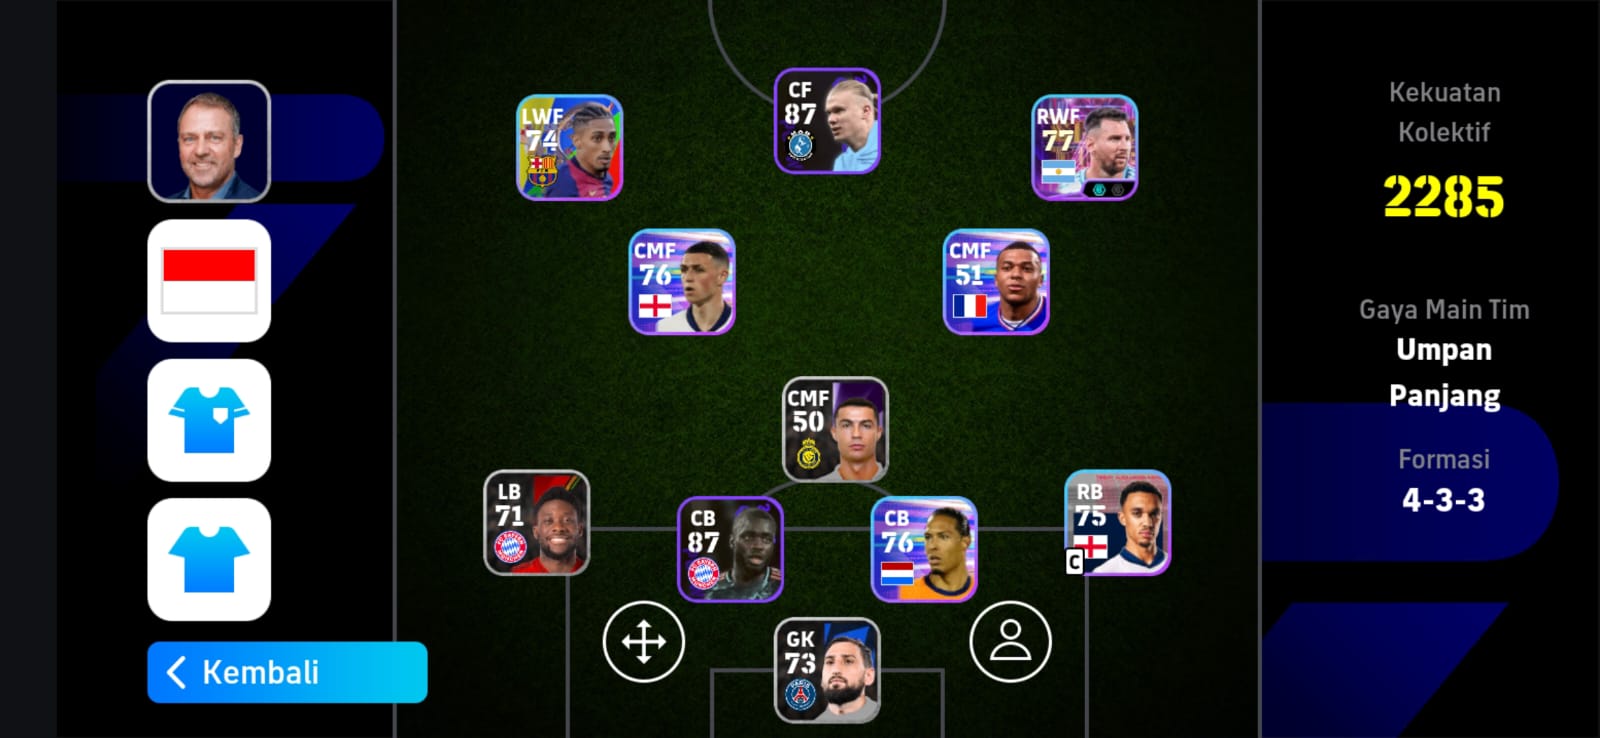 LWF
74
CF
87
RWF
77
CMF
76
CMF
51
CMF
50
LB
71
CB
87
CB
76
RB
75
C
GK
73
Kembali
Kekuatan
Kolektif
2285
Gaya Main Tim
Umpan
Panjang
Formasi
4-3-3